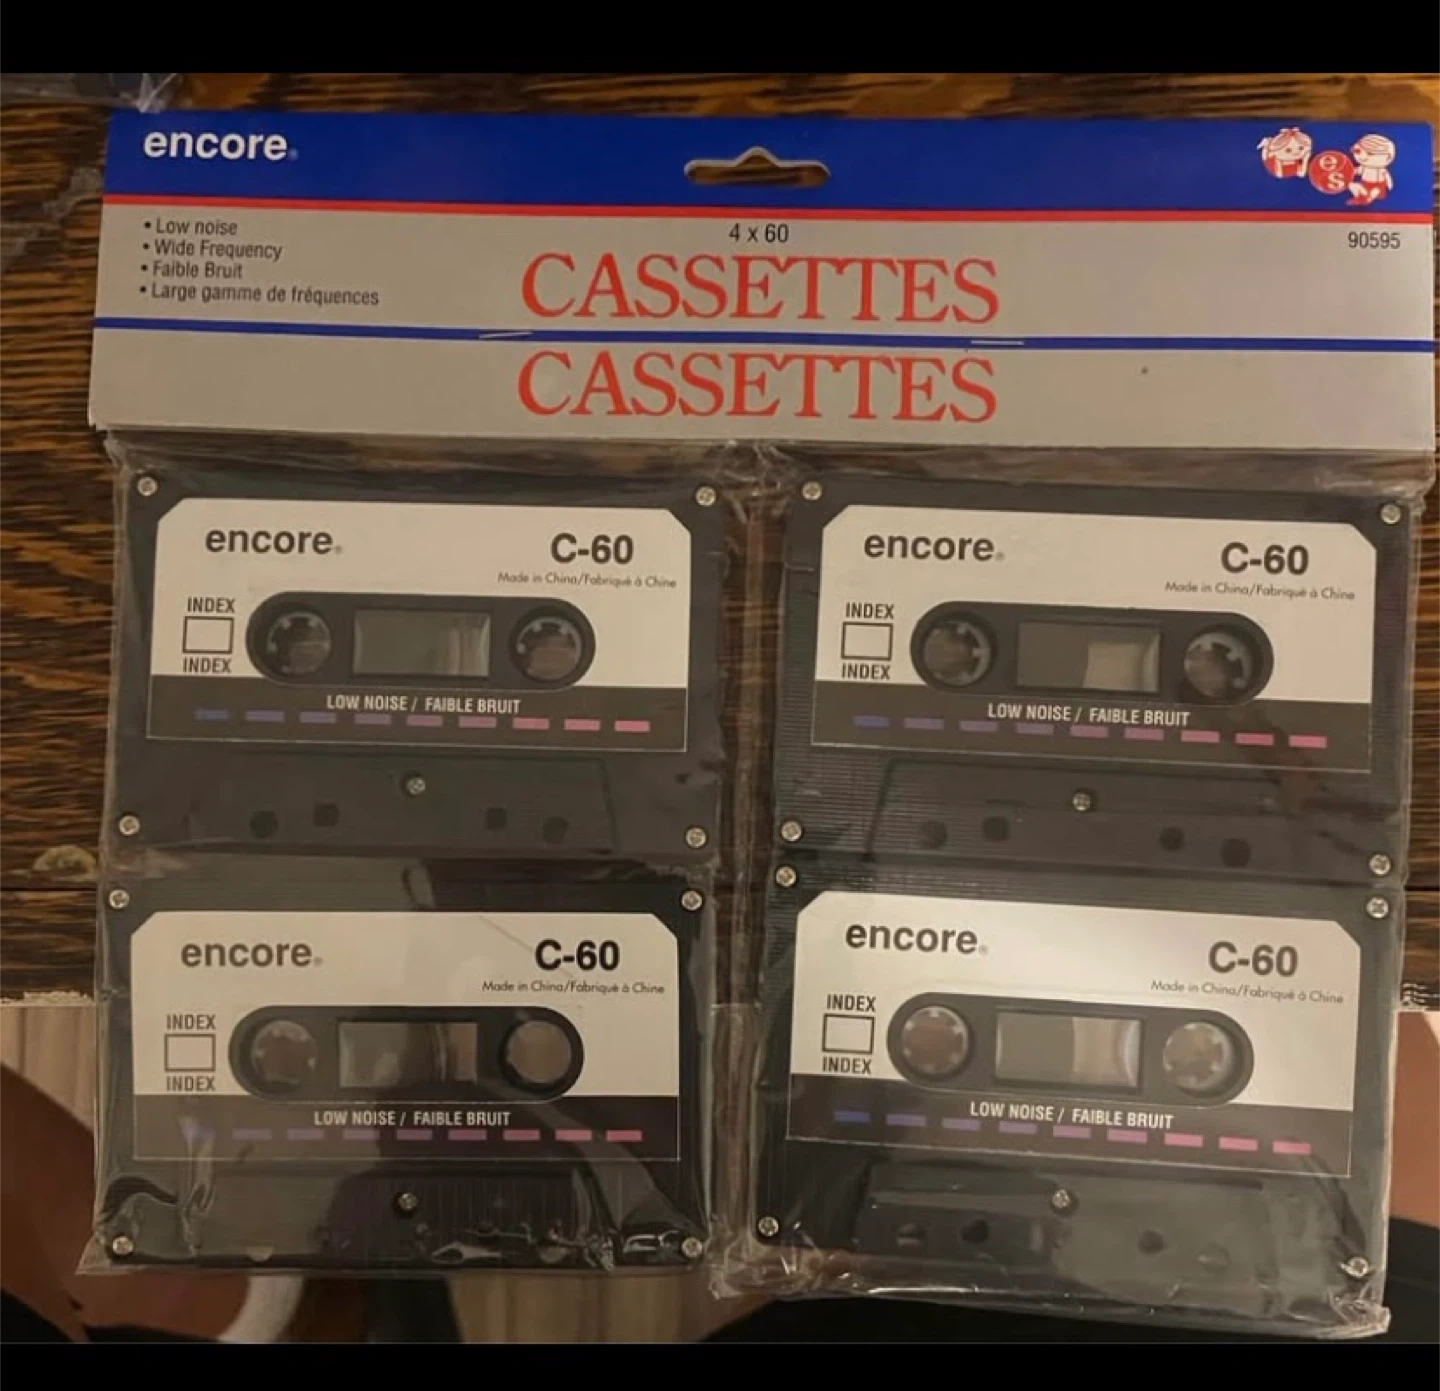 encore®
e
s
• Low noise
• Wide Frequency
• Faible Bruit
• Large gamme de fréquences
4 x 60
90595
CASSETTES
CASSETTES
encore®
C-60
Made in China/Fabriqué à Chine
INDEX
INDEX
LOW NOISE / FAIBLE BRUIT
encore®
C-60
Made in China/Fabriqué à Chine
INDEX
INDEX
LOW NOISE / FAIBLE BRUIT
encore®
C-60
Made in China/Fabriqué à Chine
INDEX
INDEX
LOW NOISE / FAIBLE BRUIT
encore®
C-60
Made in China/Fabriqué à Chine
INDEX
INDEX
LOW NOISE / FAIBLE BRUIT